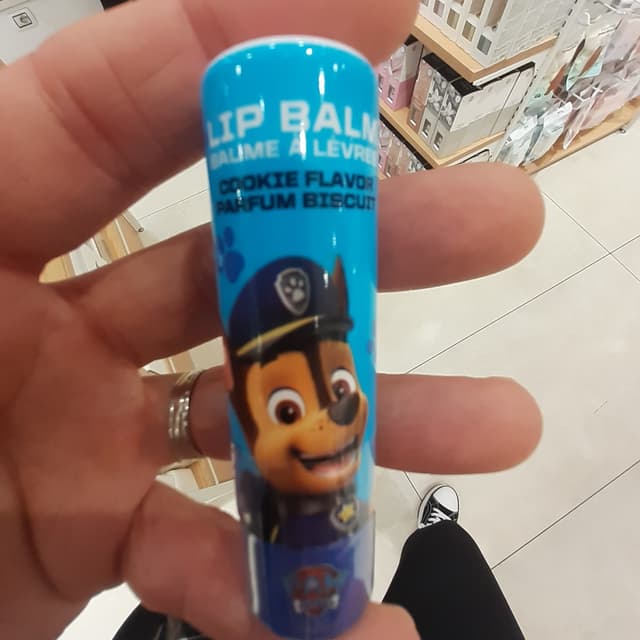 LIP BALM
BAUME À LÈVRES
COOKIE FLAVOR
PARFUM BISCUIT